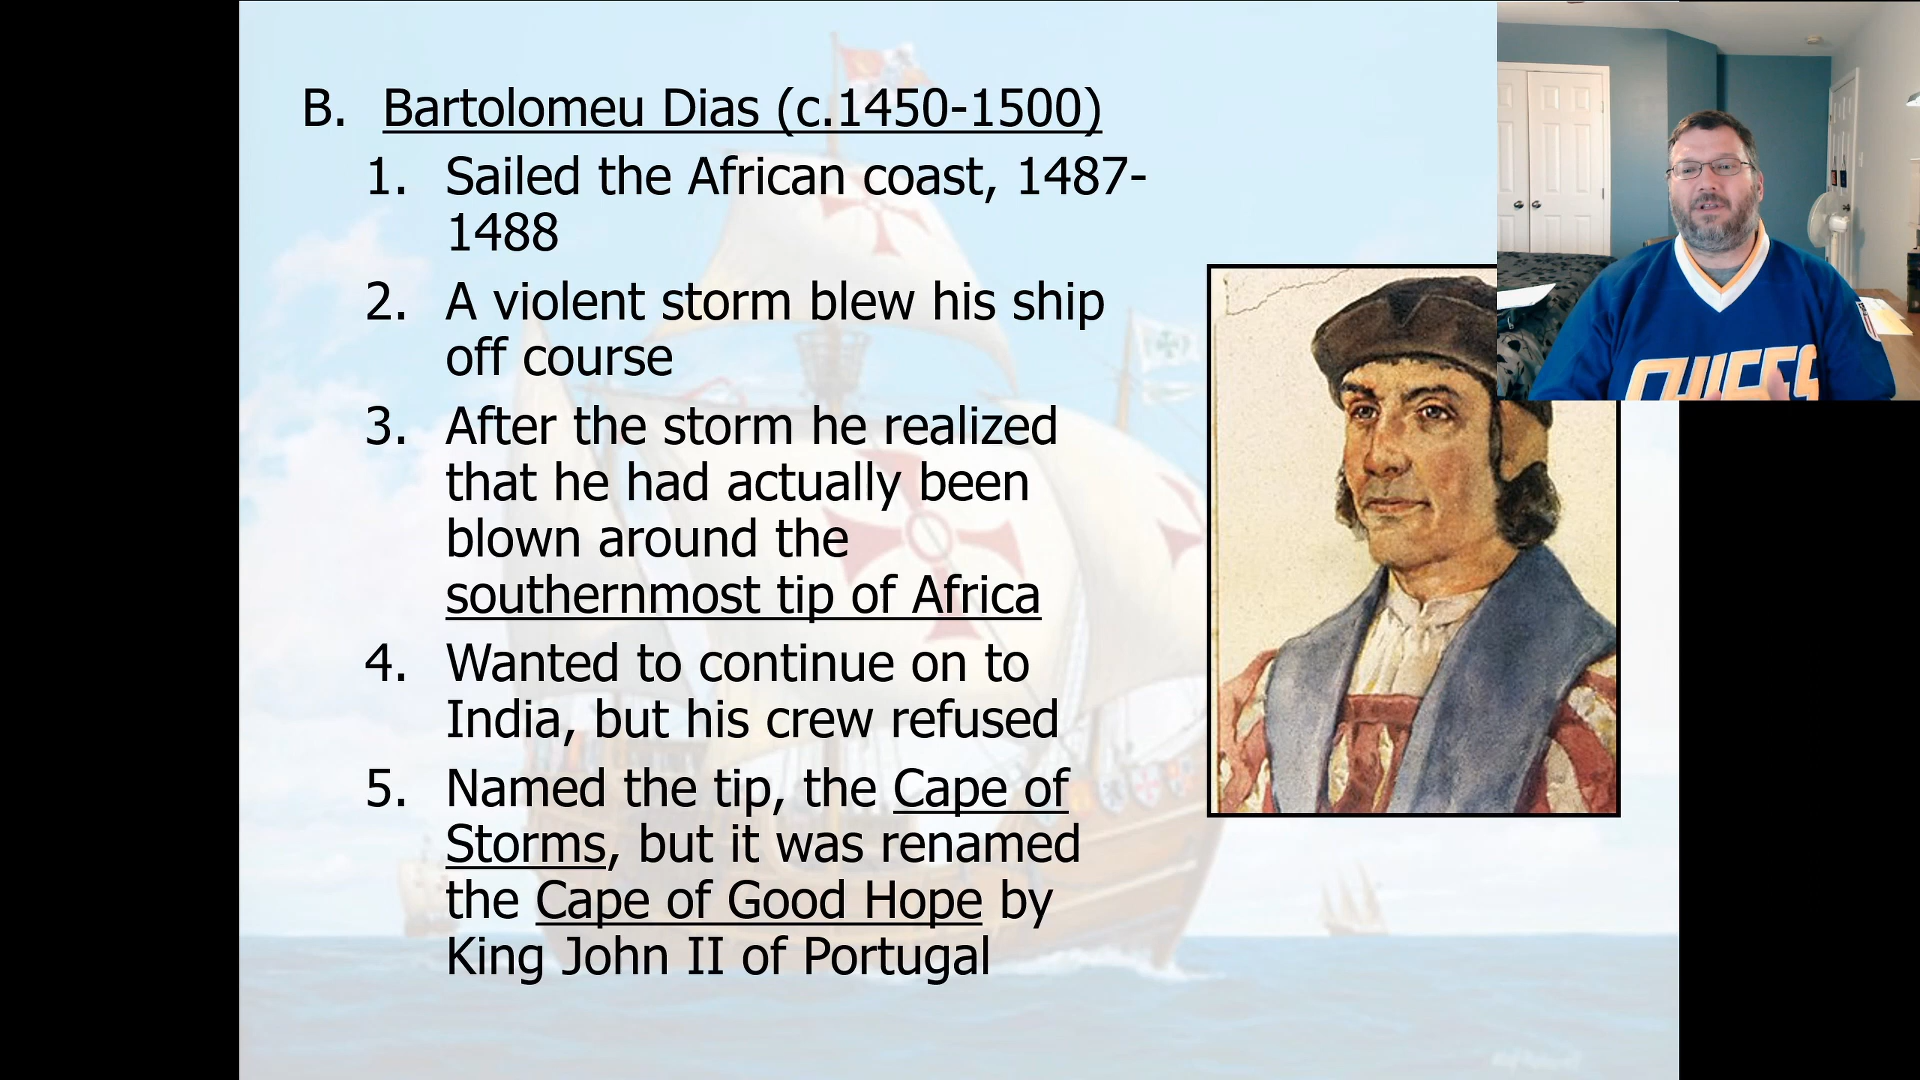 B. Bartolomeu Dias (c.1450-1500)
1. Sailed the African coast, 1487-
1488
2. A violent storm blew his ship
off course
3. After the storm he realized
that he had actually been
blown around the
southernmost tip of Africa
4. Wanted to continue on to
India, but his crew refused
5. Named the tip, the Cape of
Storms, but it was renamed
the Cape of Good Hope by
King John II of Portugal
CHIEFS